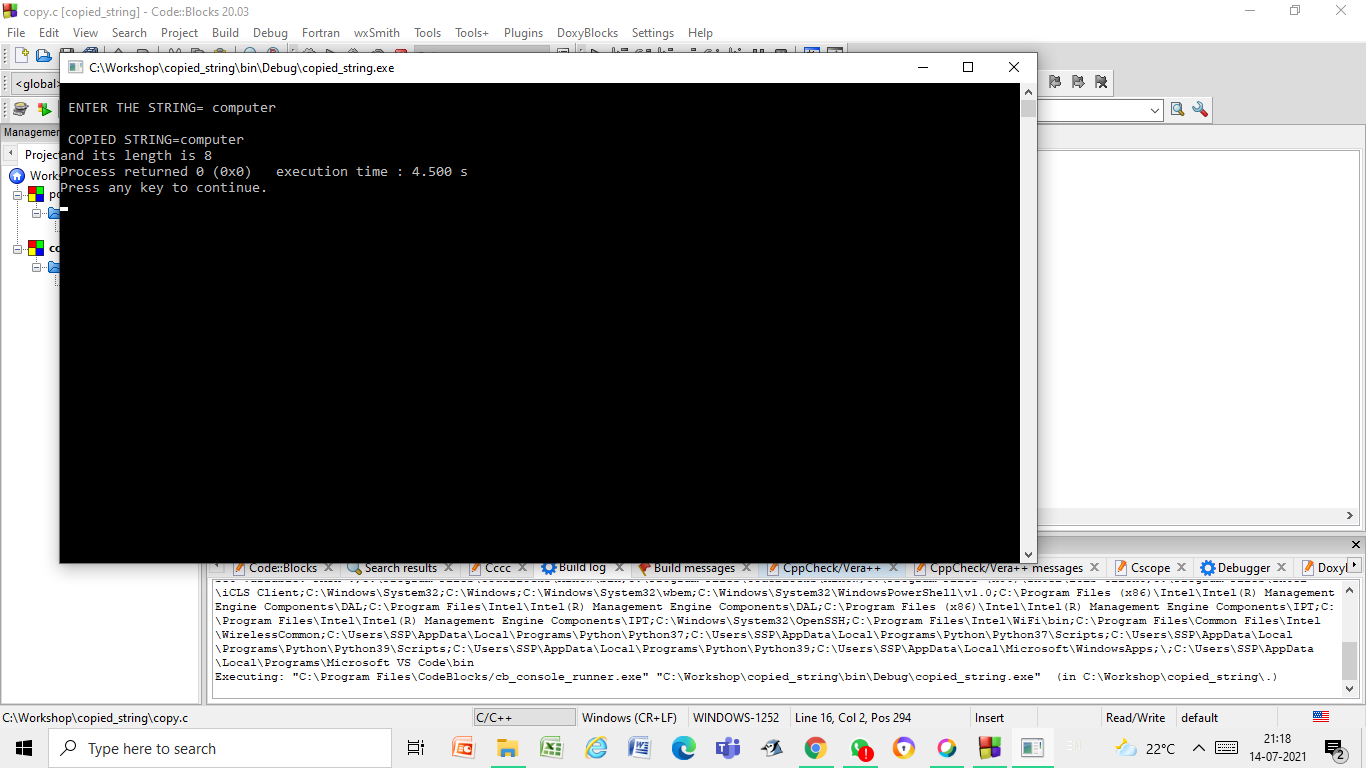 copy.c [copied_string] - Code::Blocks 20.03
File Edit View Search Project Build Debug Fortran wxSmith Tools Tools+ Plugins DoxyBlocks Settings Help
C:\Workshop\copied_string\bin\Debug\copied_string.exe
<global>
ENTER THE STRING= computer
Managemen
COPIED STRING=computer
Projec
and its length is 8
Work
Process returned 0 (0x0)   execution time : 4.500 s
Press any key to continue.
po
co
Code::Blocks Search results Cccc Build log Build messages CppCheck/Vera++ CppCheck/Vera++ messages Cscope Debugger Doxyl
\iCLS Client;C:\Windows\System32;C:\Windows;C:\Windows\System32\wbem;C:\Windows\System32\WindowsPowerShell\v1.0;C:\Program Files (x86)\Intel\Intel(R) Management
Engine Components\DAL;C:\Program Files\Intel\Intel(R) Management Engine Components\DAL;C:\Program Files (x86)\Intel\Intel(R) Management Engine Components\IPT;C:
\Program Files\Intel\Intel(R) Management Engine Components\IPT;C:\Windows\System32\OpenSSH;C:\Program Files\Intel\WiFi\bin;C:\Program Files\Common Files\Intel
\WirelessCommon;C:\Users\SSP\AppData\Local\Programs\Python\Python37;C:\Users\SSP\AppData\Local\Programs\Python\Python37\Scripts;C:\Users\SSP\AppData\Local
\Programs\Python\Python39\Scripts;C:\Users\SSP\AppData\Local\Programs\Python\Python39;C:\Users\SSP\AppData\Local\Microsoft\WindowsApps;\;C:\Users\SSP\AppData
\Local\Programs\Microsoft VS Code\bin
Executing: "C:\Program Files\CodeBlocks/cb_console_runner.exe" "C:\Workshop\copied_string\bin\Debug\copied_string.exe"  (in C:\Workshop\copied_string\.)
C:\Workshop\copied_string\copy.c C/C++ Windows (CR+LF) WINDOWS-1252 Line 16, Col 2, Pos 294 Insert Read/Write default
Type here to search
22°C
21:18
14-07-2021
2